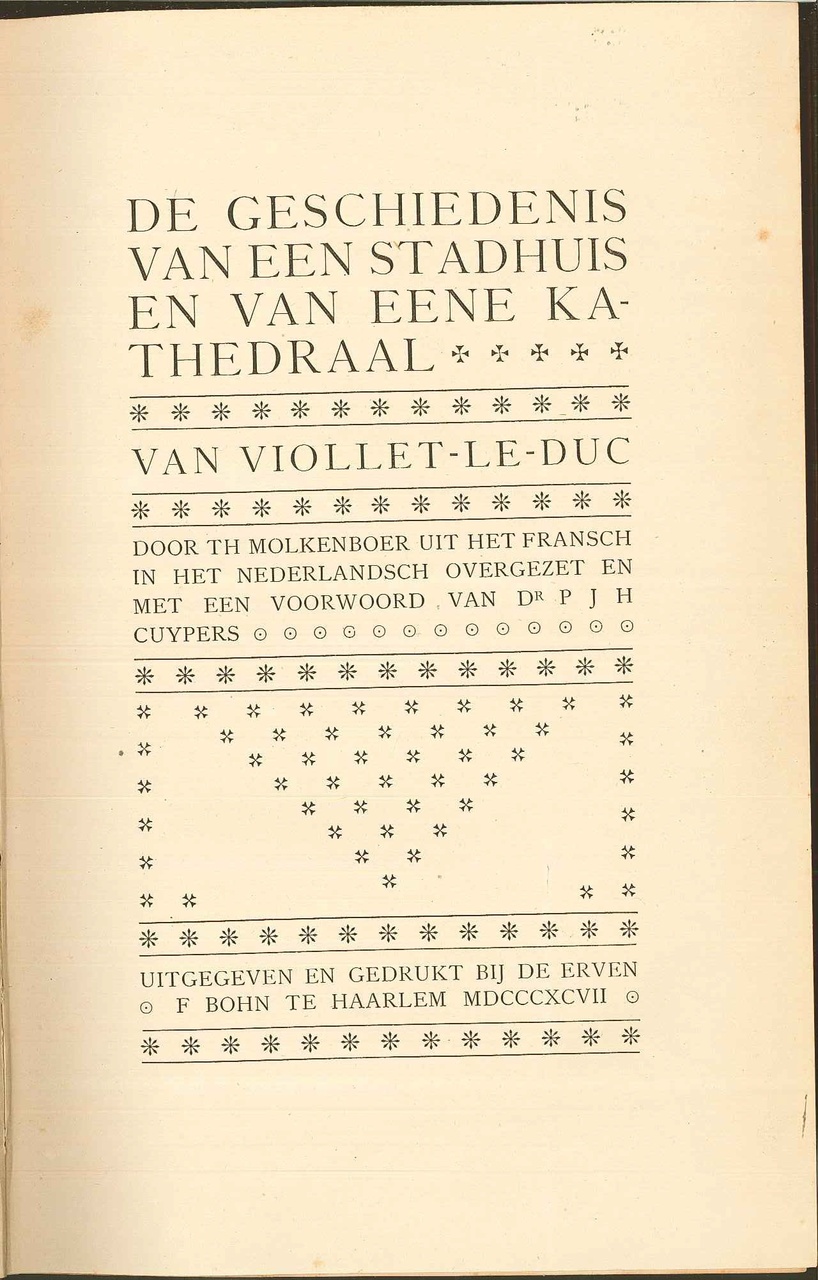 DE GESCHIEDENIS
VAN EEN STADHUIS
EN VAN EENE KA-
THEDRAAL
VAN VIOLLET-LE-DUC
DOOR TH MOLKENBOER UIT HET FRANSCH
IN HET NEDERLANDSCH OVERGEZET EN
MET EEN VOORWOORD VAN DR P J H
CUYPERS
UITGEGEVEN EN GEDRUKT BIJ DE ERVEN
F BOHN TE HAARLEM MDCCCXCVII